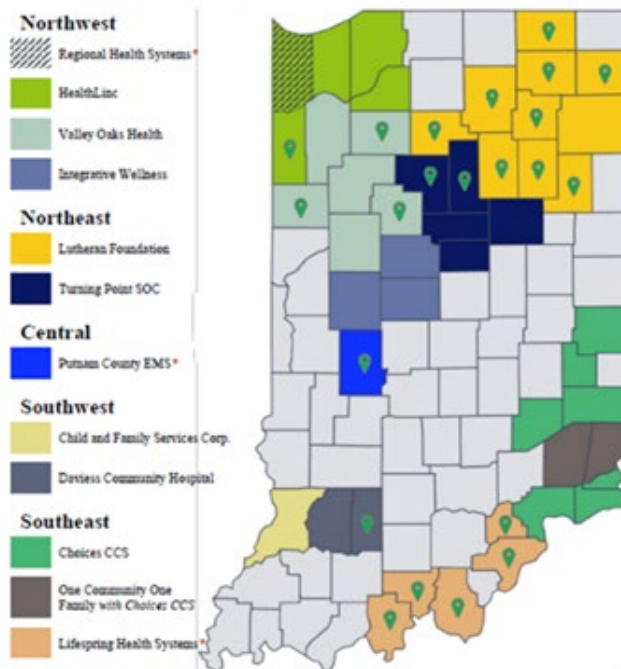 Northwest
Regional Health Systems*
HealthLinc
Valley Oaks Health
Integrative Wellness
Northeast
Lutheran Foundation
Turning Point SOC
Central
Putnam County EMS*
Southwest
Child and Family Services Corp.
Daviess Community Hospital
Southeast
Choices CCS
One Community One
Family with Choices CCS
Lifespring Health Systems*